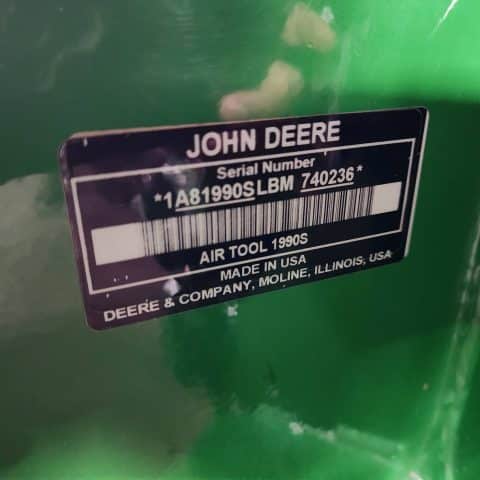 JOHN DEERE
Serial Number
*1A81990SLBM 740236*
AIR TOOL 1990S
MADE IN USA
DEERE & COMPANY, MOLINE, ILLINOIS, USA